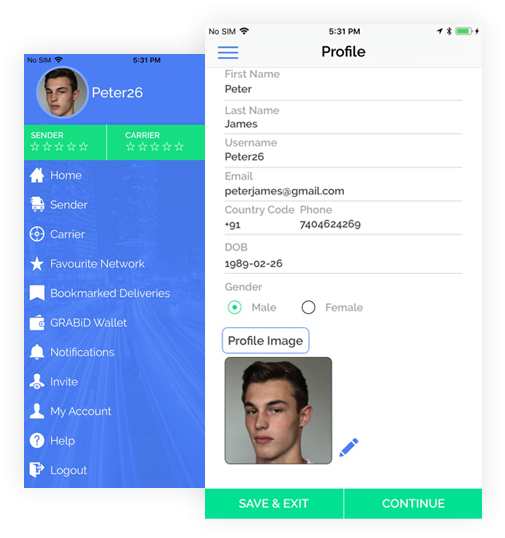 No SIM 5:31 PM
Peter26
SENDER CARRIER
Home
Sender
Carrier
Favourite Network
Bookmarked Deliveries
GRABiD Wallet
Notifications
Invite
My Account
Help
Logout
No SIM 5:31 PM
Profile
First Name
Peter
Last Name
James
Username
Peter26
Email
peterjames@gmail.com
Country Code Phone
+91 7404624269
DOB
1989-02-26
Gender
Male Female
Profile Image
SAVE & EXIT CONTINUE